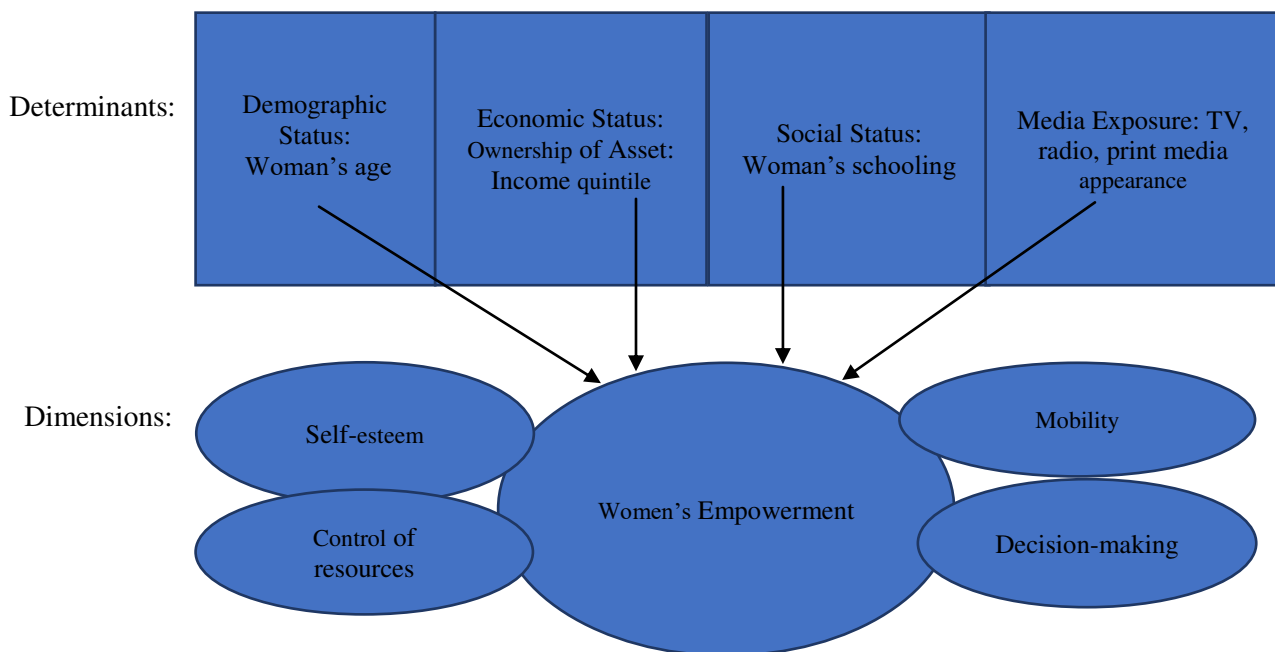 Determinants:
Demographic
Status:
Woman’s age
Economic Status:
Ownership of Asset:
Income quintile
Social Status:
Woman’s schooling
Media Exposure: TV,
radio, print media
appearance
Dimensions:
Self-esteem
Control of
resources
Women’s Empowerment
Mobility
Decision-making